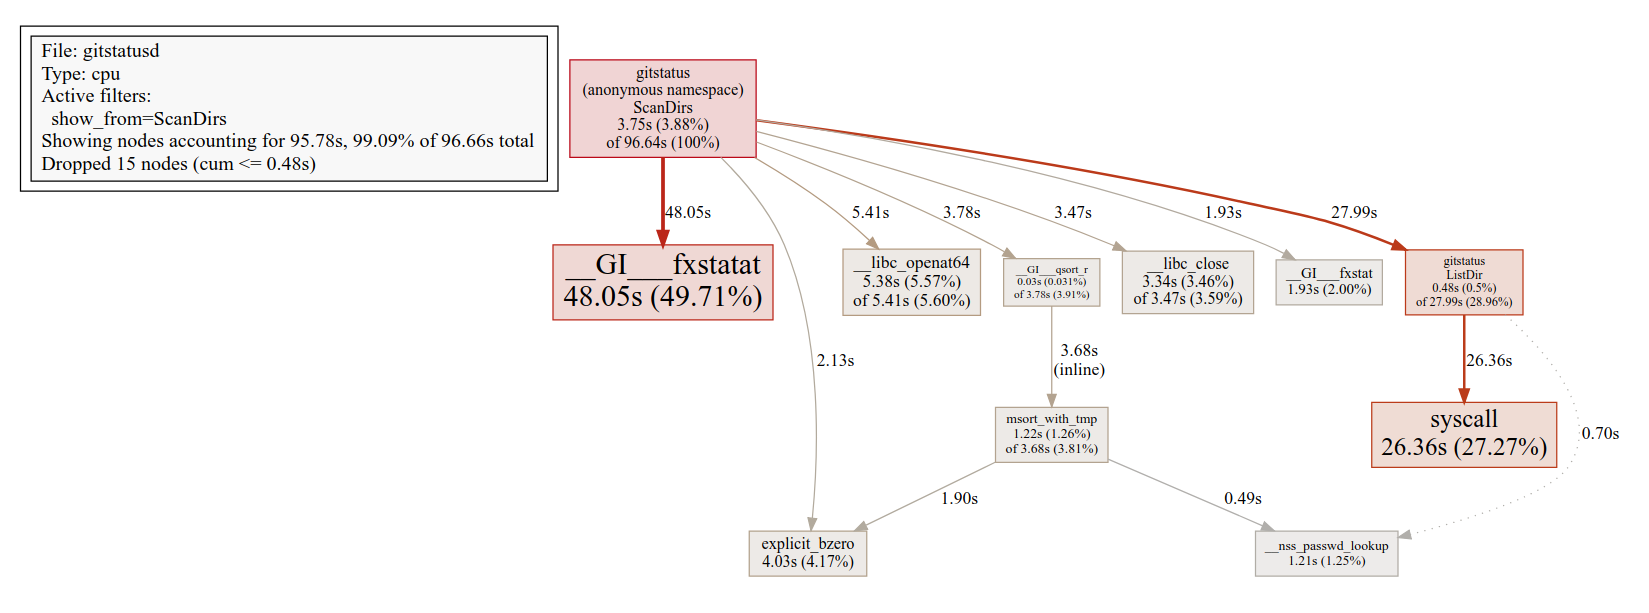 File: gitstatusd
Type: cpu
Active filters:
show_from=ScanDirs
Showing nodes accounting for 95.78s, 99.09% of 96.66s total
Dropped 15 nodes (cum <= 0.48s)
gitstatus
(anonymous namespace)
ScanDirs
3.75s (3.88%)
of 96.64s (100%)
48.05s
5.41s
3.78s
3.47s
1.93s
27.99s
__GI___fxstatat
48.05s (49.71%)
__libc_openat64
5.38s (5.57%)
of 5.41s (5.60%)
__GI___qsort_r
0.03s (0.031%)
of 3.78s (3.91%)
__libc_close
3.34s (3.46%)
of 3.47s (3.59%)
__GI___fxstat
1.93s (2.00%)
gitstatus
ListDir
0.48s (0.5%)
of 27.99s (28.96%)
2.13s
3.68s
(inline)
26.36s
msort_with_tmp
1.22s (1.26%)
of 3.68s (3.81%)
syscall
26.36s (27.27%)
0.70s
1.90s
0.49s
explicit_bzero
4.03s (4.17%)
__nss_passwd_lookup
1.21s (1.25%)